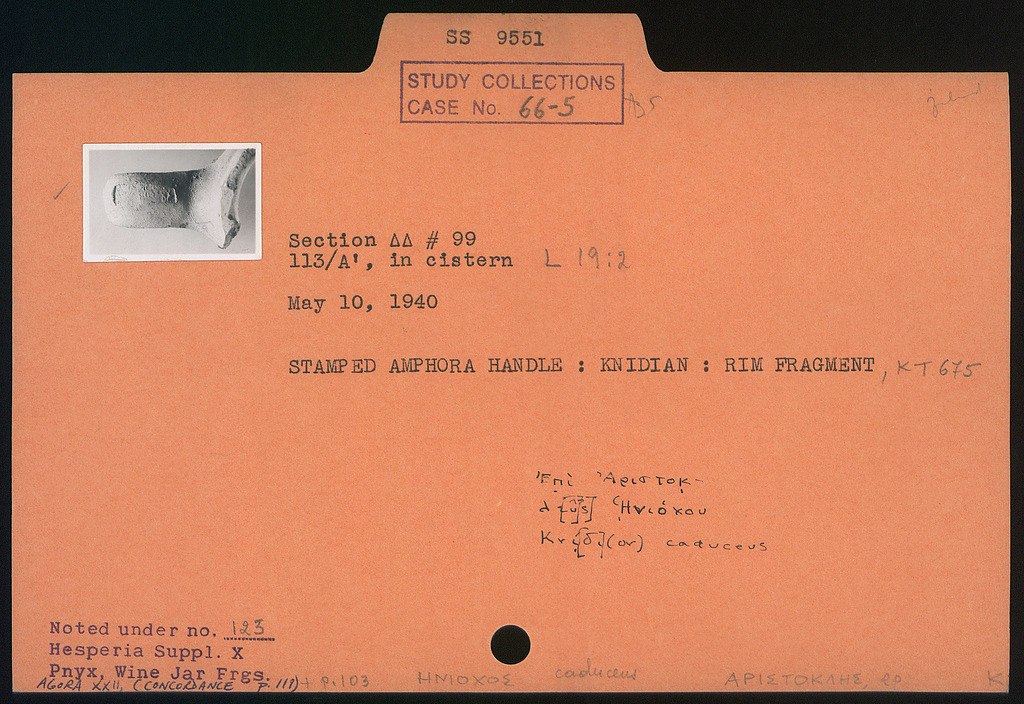 SS 9551
STUDY COLLECTIONS
CASE No. 66-5
Section ΔΔ # 99
113/A', in cistern L 19:2
May 10, 1940
STAMPED AMPHORA HANDLE : KNIDIAN : RIM FRAGMENT, KT 675
Ἐπὶ Ἀριστοκ-
Ἡνιόχου
caduceus
Noted under no. 123
Hesperia Suppl. X
Pnyx, Wine Jar Frgs.
AGORA XXII, (CONCORDANCE p. 111) + p. 103 ΗΝΙΟΧΟΣ caduceus ΑΡΙΣΤΟΚΛΗΣ, K